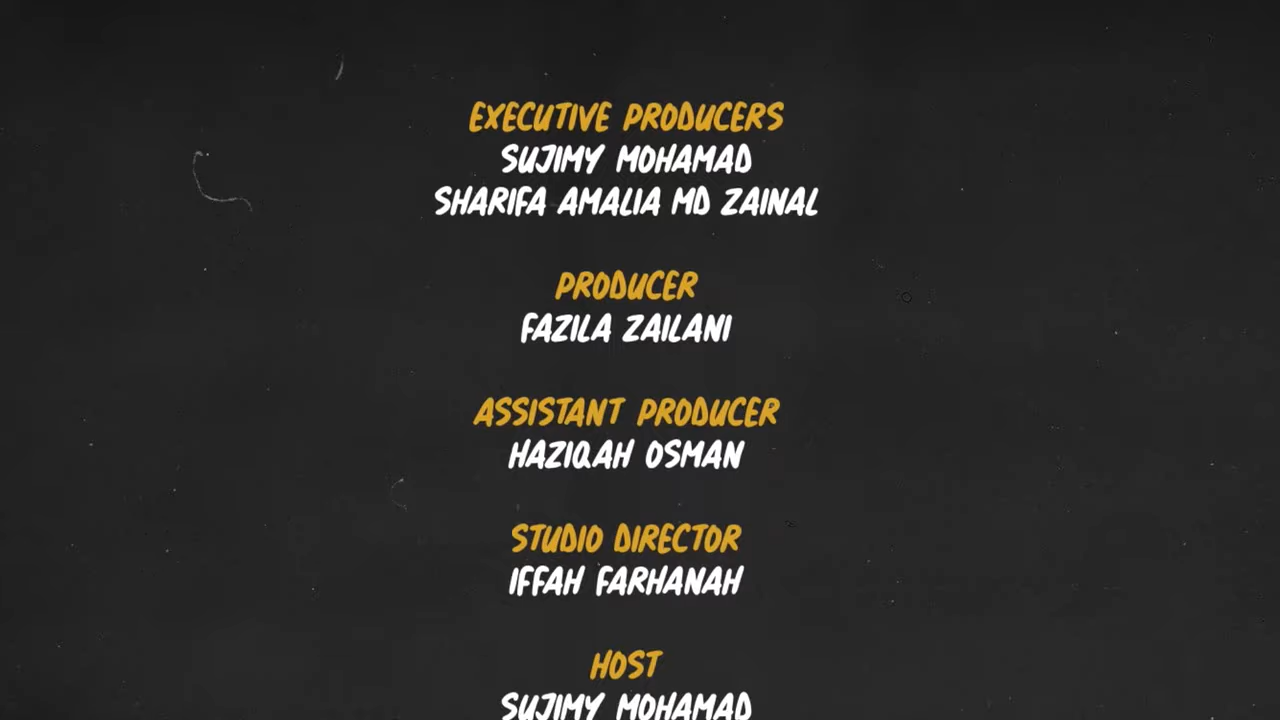 EXECUTIVE PRODUCERS
SUJIMY MOHAMAD
SHARIFA AMALIA MD ZAINAL
PRODUCER
FAZILA ZAILANI
ASSISTANT PRODUCER
HAZIQAH OSMAN
STUDIO DIRECTOR
IFFAH FARHANAH
HOST
SUJIMY MOHAMAD